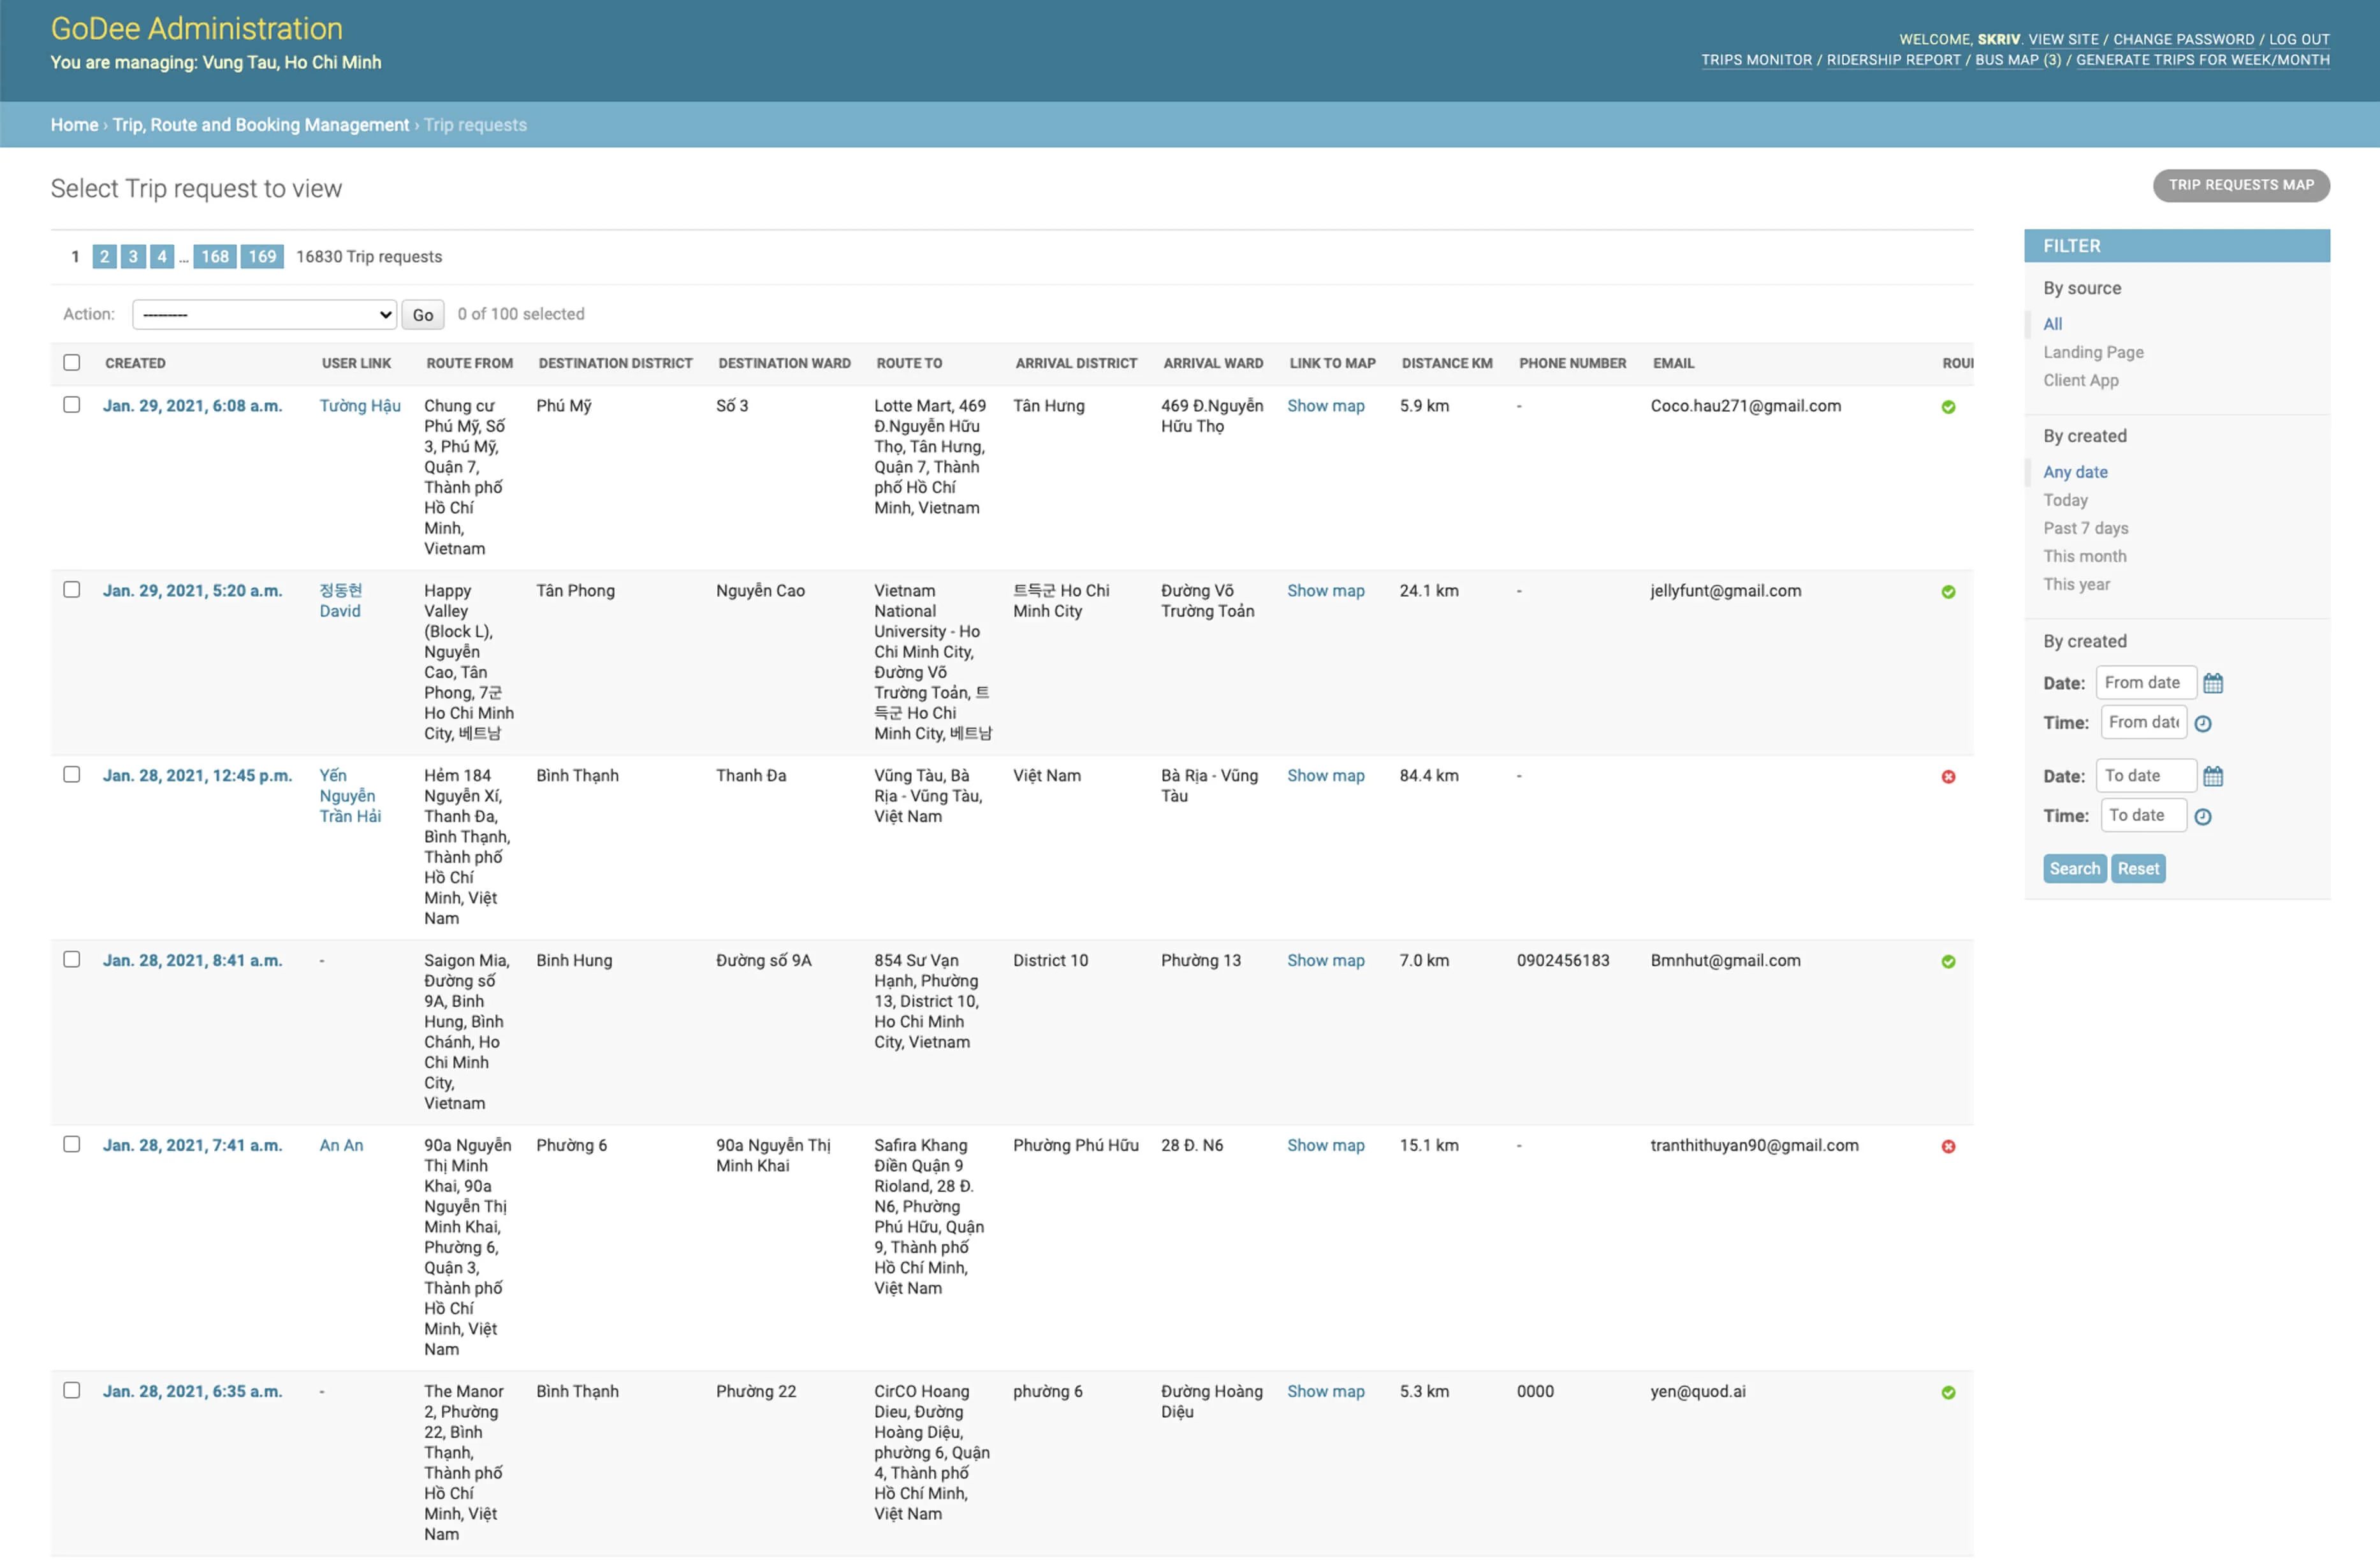 GoDee Administration
You are managing: Vung Tau, Ho Chi Minh
WELCOME, SKRIV. VIEW SITE / CHANGE PASSWORD / LOG OUT
TRIPS MONITOR / RIDERSHIP REPORT / BUS MAP (3) / GENERATE TRIPS FOR WEEK/MONTH
Home › Trip, Route and Booking Management › Trip requests
Select Trip request to view
TRIP REQUESTS MAP
1 2 3 4 ... 168 169 16830 Trip requests
Action: --------- Go 0 of 100 selected
CREATED USER LINK ROUTE FROM DESTINATION DISTRICT DESTINATION WARD ROUTE TO ARRIVAL DISTRICT ARRIVAL WARD LINK TO MAP DISTANCE KM PHONE NUMBER EMAIL ROU
Jan. 29, 2021, 6:08 a.m. Tường Hậu Chung cư Phú Mỹ Số 3 Lotte Mart, 469 Tân Hưng 469 Đ.Nguyễn Show map 5.9 km - Coco.hau271@gmail.com
Phú Mỹ, Số Đ.Nguyễn Hữu Hữu Thọ
3, Phú Mỹ, Thọ, Tân Hưng,
Quận 7, Quận 7, Thành
Thành phố phố Hồ Chí
Hồ Chí Minh, Vietnam
Minh,
Vietnam
Jan. 29, 2021, 5:20 a.m. 정동현 Happy Tân Phong Nguyễn Cao Vietnam 트득군 Ho Chi Đường Võ Show map 24.1 km - jellyfunt@gmail.com
David Valley National Minh City Trường Toản
(Block L), University - Ho
Nguyễn Chi Minh City,
Cao, Tân Đường Võ
Phong, 7군 Trường Toản, 트
Ho Chi Minh 득군 Ho Chi
City, 베트남 Minh City, 베트남
Jan. 28, 2021, 12:45 p.m. Yến Hẻm 184 Bình Thạnh Thanh Đa Vũng Tàu, Bà Việt Nam Bà Rịa - Vũng Show map 84.4 km -
Nguyễn Nguyễn Xí, Rịa - Vũng Tàu, Tàu
Trần Hải Thanh Đa, Việt Nam
Bình Thạnh,
Thành phố
Hồ Chí
Minh, Việt
Nam
Jan. 28, 2021, 8:41 a.m. - Saigon Mia, Binh Hung Đường số 9A 854 Sư Vạn District 10 Phường 13 Show map 7.0 km 0902456183 Bmnhut@gmail.com
Đường số Hạnh, Phường
9A, Binh 13, District 10,
Hung, Bình Ho Chi Minh
Chánh, Ho City, Vietnam
Chi Minh
City,
Vietnam
Jan. 28, 2021, 7:41 a.m. An An 90a Nguyễn Phường 6 90a Nguyễn Thị Safira Khang Phường Phú Hữu 28 Đ. N6 Show map 15.1 km - tranthithuyan90@gmail.com
Thị Minh Minh Khai Điền Quận 9
Khai, 90a Rioland, 28 Đ.
Nguyễn Thị N6, Phường
Minh Khai, Phú Hữu, Quận
Phường 6, 9, Thành phố
Quận 3, Hồ Chí Minh,
Thành phố Việt Nam
Hồ Chí
Minh, Việt
Nam
Jan. 28, 2021, 6:35 a.m. - The Manor Bình Thạnh Phường 22 CirCO Hoang phường 6 Đường Hoàng Show map 5.3 km 0000 yen@quod.ai
2, Phường Dieu, Đường Diệu
22, Bình Hoàng Diệu,
Thạnh, phường 6, Quận
Thành phố 4, Thành phố
Hồ Chí Hồ Chí Minh,
Minh, Việt Việt Nam
Nam
FILTER
By source
All
Landing Page
Client App
By created
Any date
Today
Past 7 days
This month
This year
By created
Date: From date
Time: From date
Date: To date
Time: To date
Search Reset